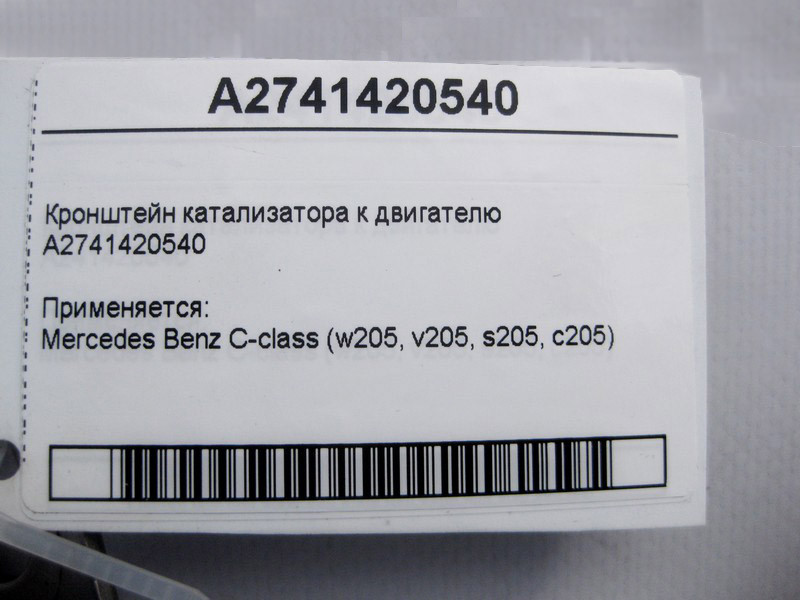 A2741420540
Кронштейн катализатора к двигателю
A2741420540
Применяется:
Mercedes Benz C-class (w205, v205, s205, c205)